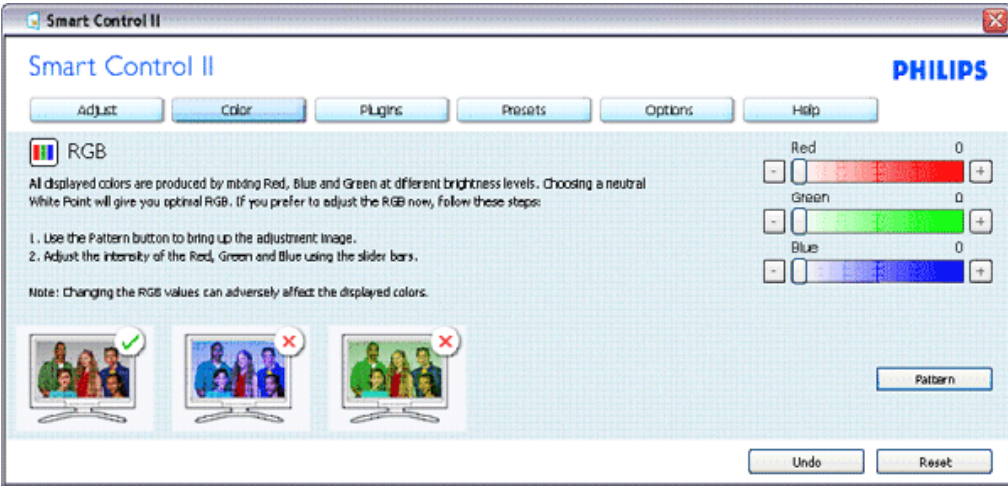 Smart Control II
Smart Control II
PHILIPS
Adjust Color Plugins Presets Options Help
RGB
All displayed colors are produced by mixing Red, Blue and Green at different brightness levels. Choosing a neutral
White Point will give you optimal RGB. If you prefer to adjust the RGB now, follow these steps:
1. Use the Pattern button to bring up the adjustment image.
2. Adjust the intensity of the Red, Green and Blue using the slider bars.
Note: Changing the RGB values can adversely affect the displayed colors.
Red 0
- +
Green 0
- +
Blue 0
- +
Pattern
Undo Reset